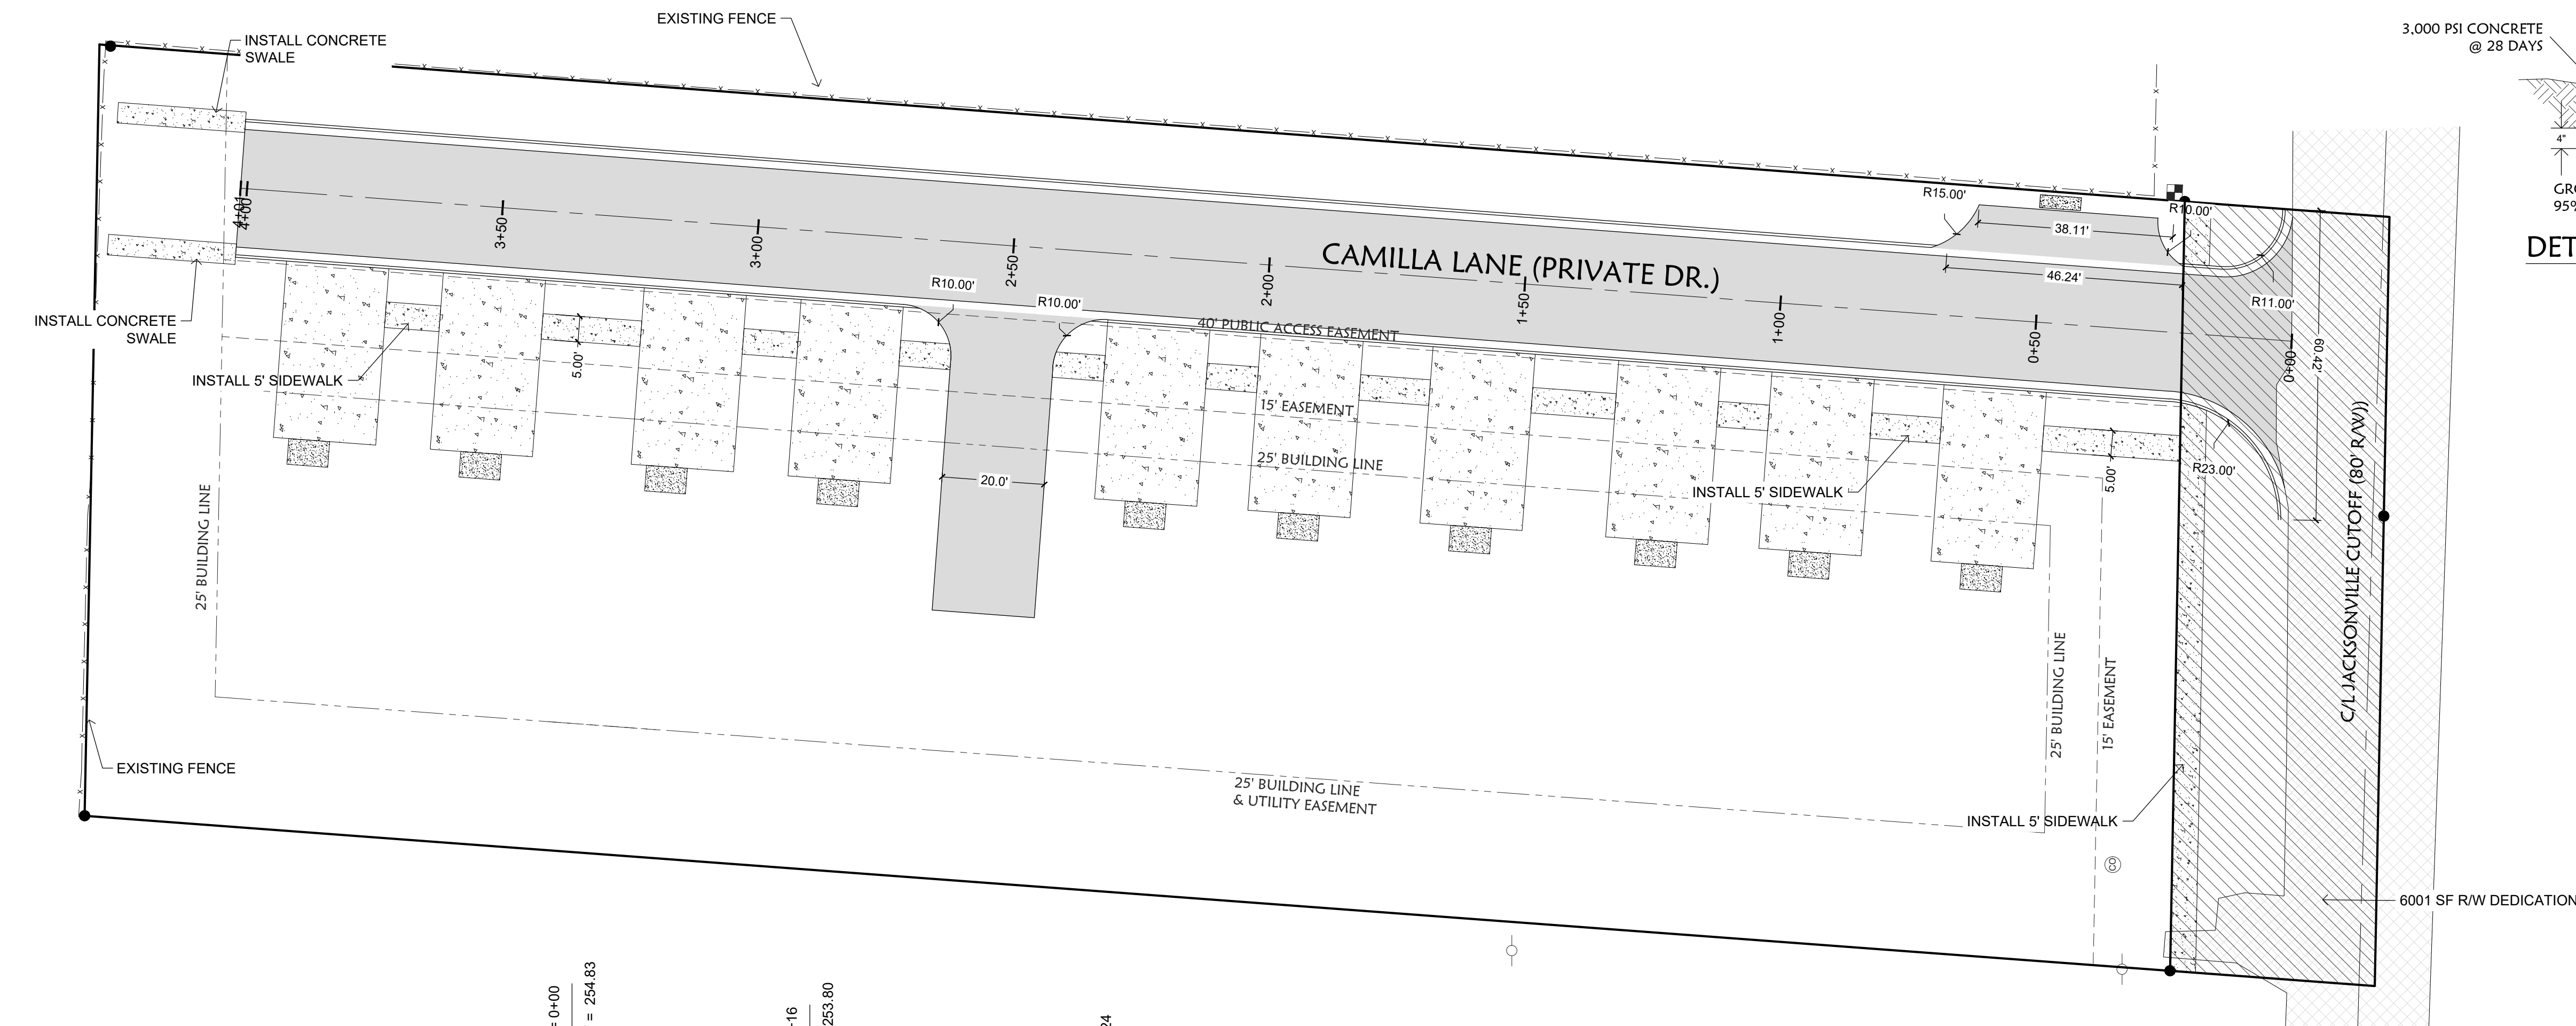 EXISTING FENCE
INSTALL CONCRETE
SWALE
3,000 PSI CONCRETE
@ 28 DAYS
4"
95%
R15.00'
R10.00'
38.11'
46.24'
R11.00'
60.42'
4+01
4+00
3+50
3+00
2+50
2+00
1+50
1+00
0+50
0+00
CAMILLA LANE (PRIVATE DR.)
R10.00'
R10.00'
40' PUBLIC ACCESS EASEMENT
INSTALL CONCRETE
SWALE
INSTALL 5' SIDEWALK
5.00'
15' EASEMENT
25' BUILDING LINE
20.0'
INSTALL 5' SIDEWALK
5.00'
R23.00'
C/L JACKSONVILLE CUTOFF (80' R/W))
25' BUILDING LINE
25' BUILDING LINE
15' EASEMENT
EXISTING FENCE
25' BUILDING LINE
& UTILITY EASEMENT
INSTALL 5' SIDEWALK
CO
6001 SF R/W DEDICATION
= 0+00
= 254.83
+16
253.80
24